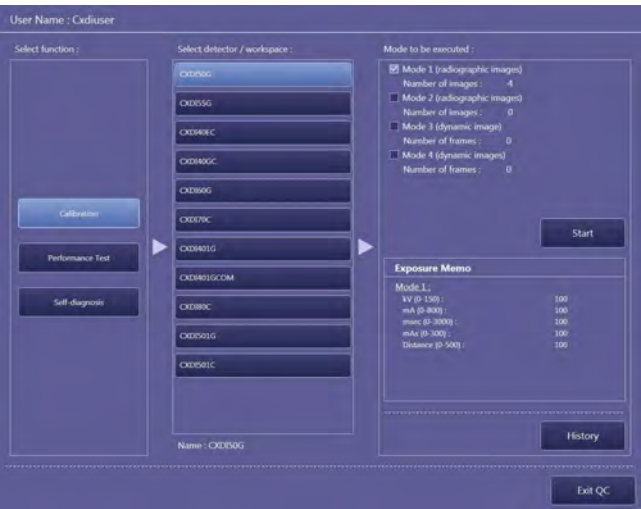 User Name : Cxdiuser
Select function :
Calibration
Performance Test
Self-diagnosis
Select detector / workspace :
CXDI50G
CXDI55G
CXDI40EC
CXDI40GC
CXDI60G
CXDI70C
CXDI401G
CXDI401GCOM
CXDI80C
CXDI501G
CXDI501C
Name : CXDI50G
Mode to be executed :
Mode 1 (radiographic images)
Number of images : 4
Mode 2 (radiographic images)
Number of images : 0
Mode 3 (dynamic image)
Number of frames : 0
Mode 4 (dynamic images)
Number of frames : 0
Start
Exposure Memo
Mode 1 :
kV (0-150) : 100
mA (0-800) : 100
msec (0-3000) : 100
mAs (0-300) : 100
Distance (0-500) : 100
History
Exit QC